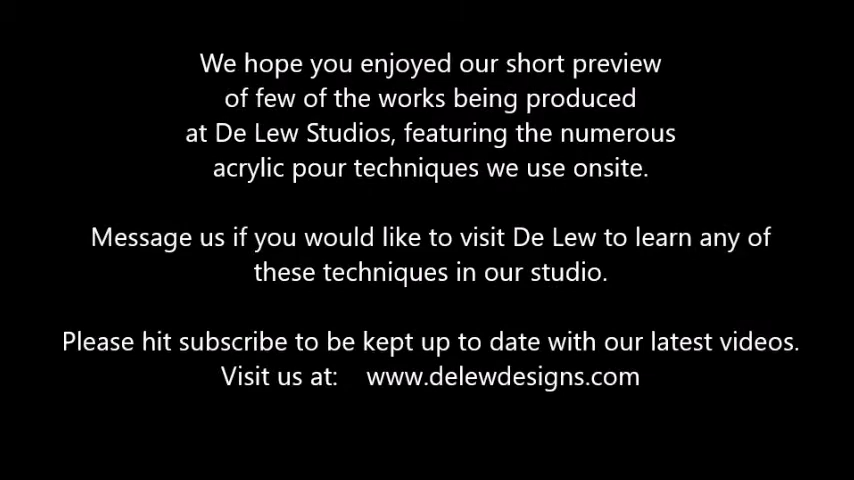 We hope you enjoyed our short preview
of few of the works being produced
at De Lew Studios, featuring the numerous
acrylic pour techniques we use onsite.
Message us if you would like to visit De Lew to learn any of
these techniques in our studio.
Please hit subscribe to be kept up to date with our latest videos.
Visit us at: www.delewdesigns.com